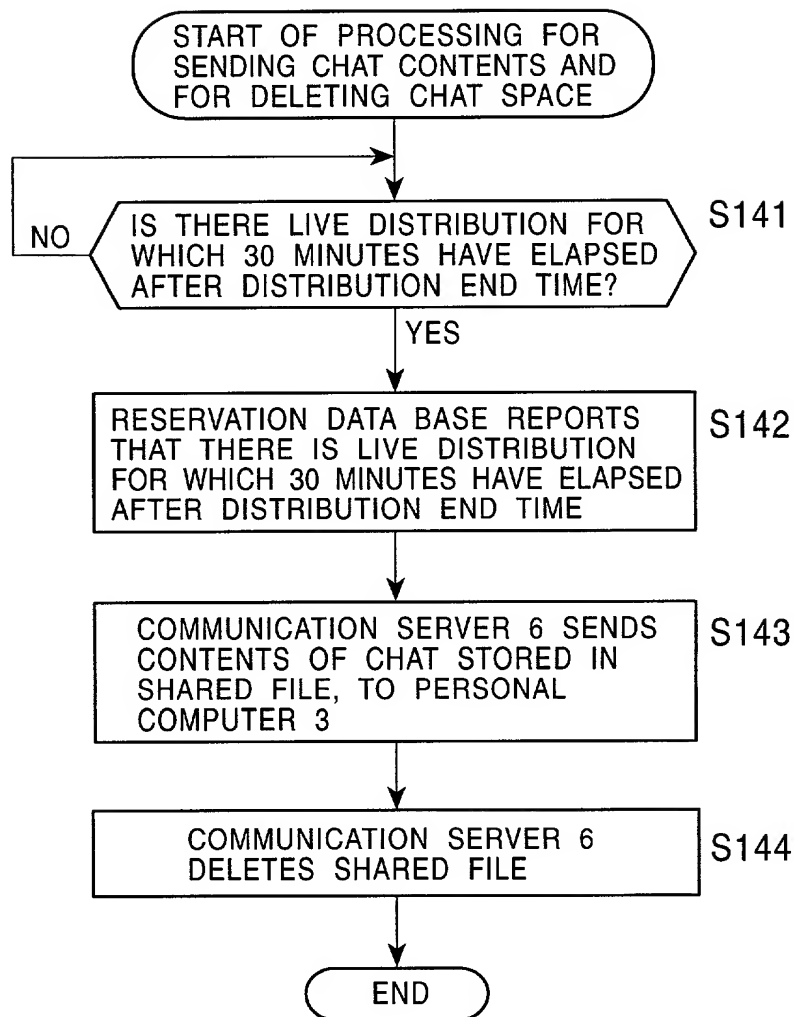 START OF PROCESSING FOR
SENDING CHAT CONTENTS AND
FOR DELETING CHAT SPACE
S141
NO
IS THERE LIVE DISTRIBUTION FOR
WHICH 30 MINUTES HAVE ELAPSED
AFTER DISTRIBUTION END TIME?
YES
S142
RESERVATION DATA BASE REPORTS
THAT THERE IS LIVE DISTRIBUTION
FOR WHICH 30 MINUTES HAVE ELAPSED
AFTER DISTRIBUTION END TIME
S143
COMMUNICATION SERVER 6 SENDS
CONTENTS OF CHAT STORED IN
SHARED FILE, TO PERSONAL
COMPUTER 3
S144
COMMUNICATION SERVER 6
DELETES SHARED FILE
END